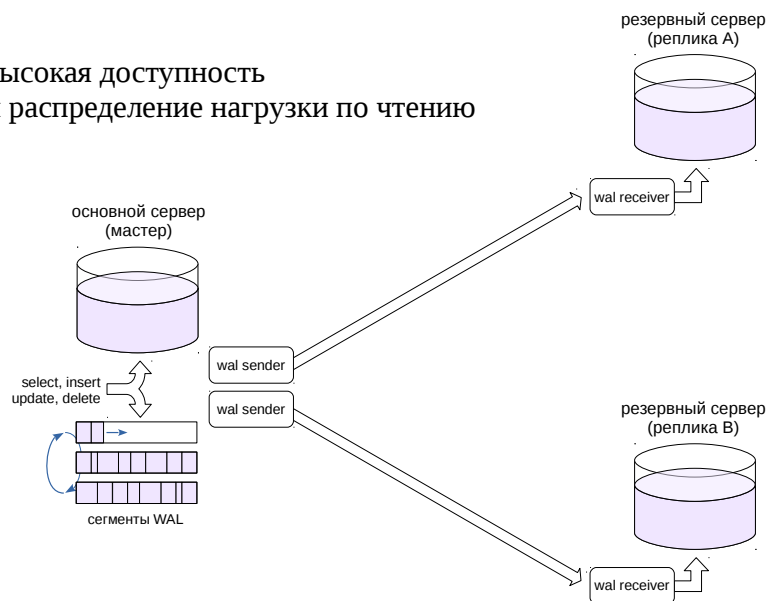 ысокая доступность
распределение нагрузки по чтению
резервный сервер
(реплика A)
wal receiver
основной сервер
(мастер)
wal sender
select, insert
update, delete
wal sender
сегменты WAL
резервный сервер
(реплика B)
wal receiver